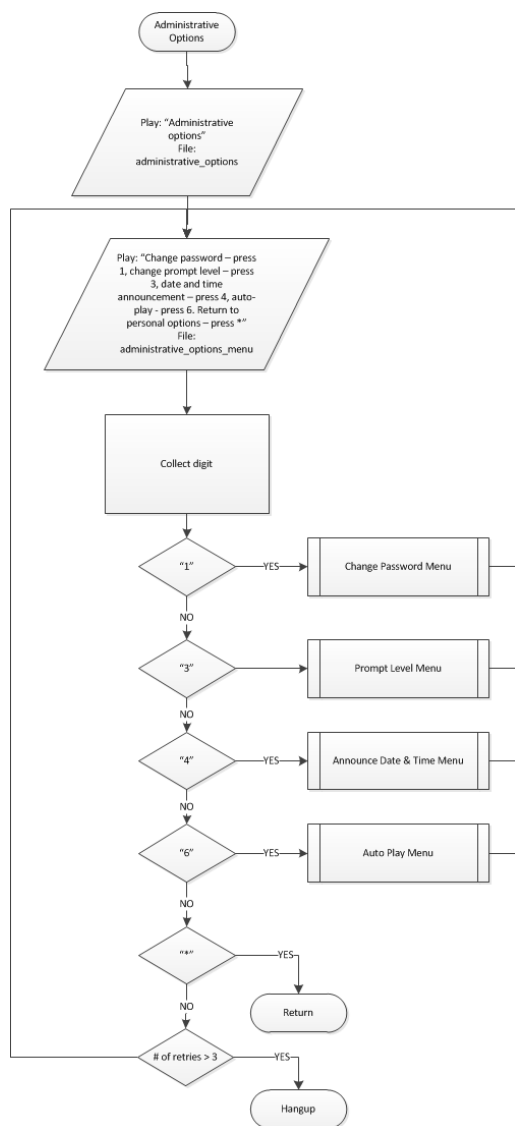 Administrative
Options
Play: “Administrative
options”
File:
administrative_options
Play: “Change password – press
1, change prompt level – press
3, date and time
announcement – press 4, auto-
play - press 6. Return to
personal options – press *”
File:
administrative_options_menu
Collect digit
“1”
YES
Change Password Menu
NO
“3”
Prompt Level Menu
NO
“4”
YES
Announce Date & Time Menu
NO
“6”
YES
Auto Play Menu
NO
“*”
YES
Return
NO
# of retries > 3
YES
Hangup